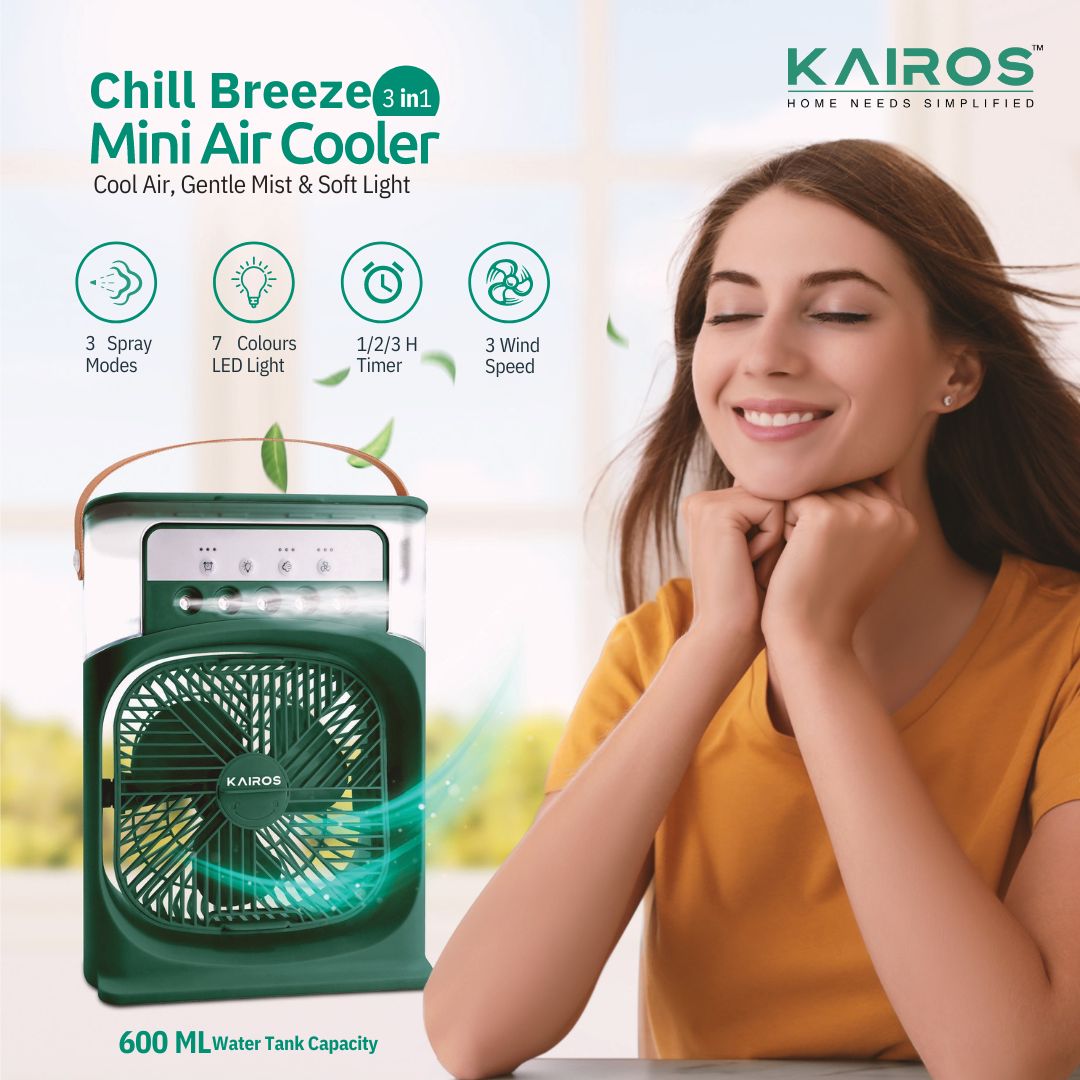 Chill Breeze 3 in1
Mini Air Cooler
Cool Air, Gentle Mist & Soft Light
KAIROS™
HOME NEEDS SIMPLIFIED
3 Spray
Modes
7 Colours
LED Light
1/2/3 H
Timer
3 Wind
Speed
KAIROS
600 ML Water Tank Capacity